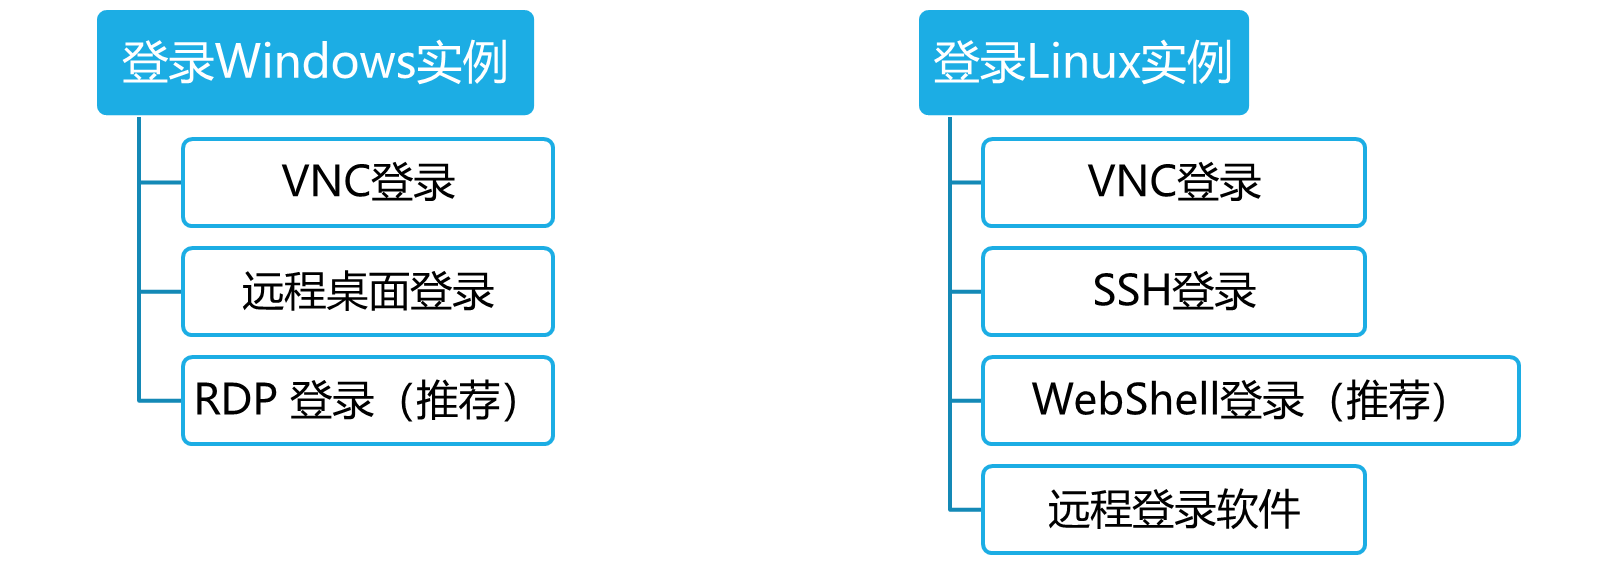 登录Windows实例
VNC登录
远程桌面登录
RDP 登录（推荐）
登录Linux实例
VNC登录
SSH登录
WebShell登录（推荐）
远程登录软件